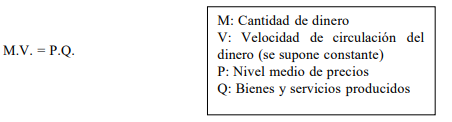 M.V. = P.Q.
M: Cantidad de dinero
V: Velocidad de circulación del
dinero (se supone constante)
P: Nivel medio de precios
Q: Bienes y servicios producidos